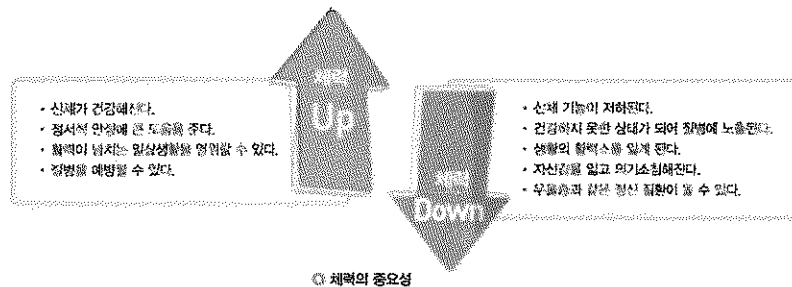 체력
Up
• 신체가 건강해진다.
• 정서적 안정에 큰 도움을 주다.
• 활력이 넘치는 일상생활을 영위할 수 있다.
• 질병을 예방할 수 있다.
체력
Down
• 신체 기능이 저하된다.
• 건강하지 못한 상태가 되어 질병에 노출된다.
• 생활의 활력소를 잃게 된다.
• 자신감을 잃고 의기소침해진다.
• 우울증과 같은 정신 질환이 올 수 있다.
체력의 중요성